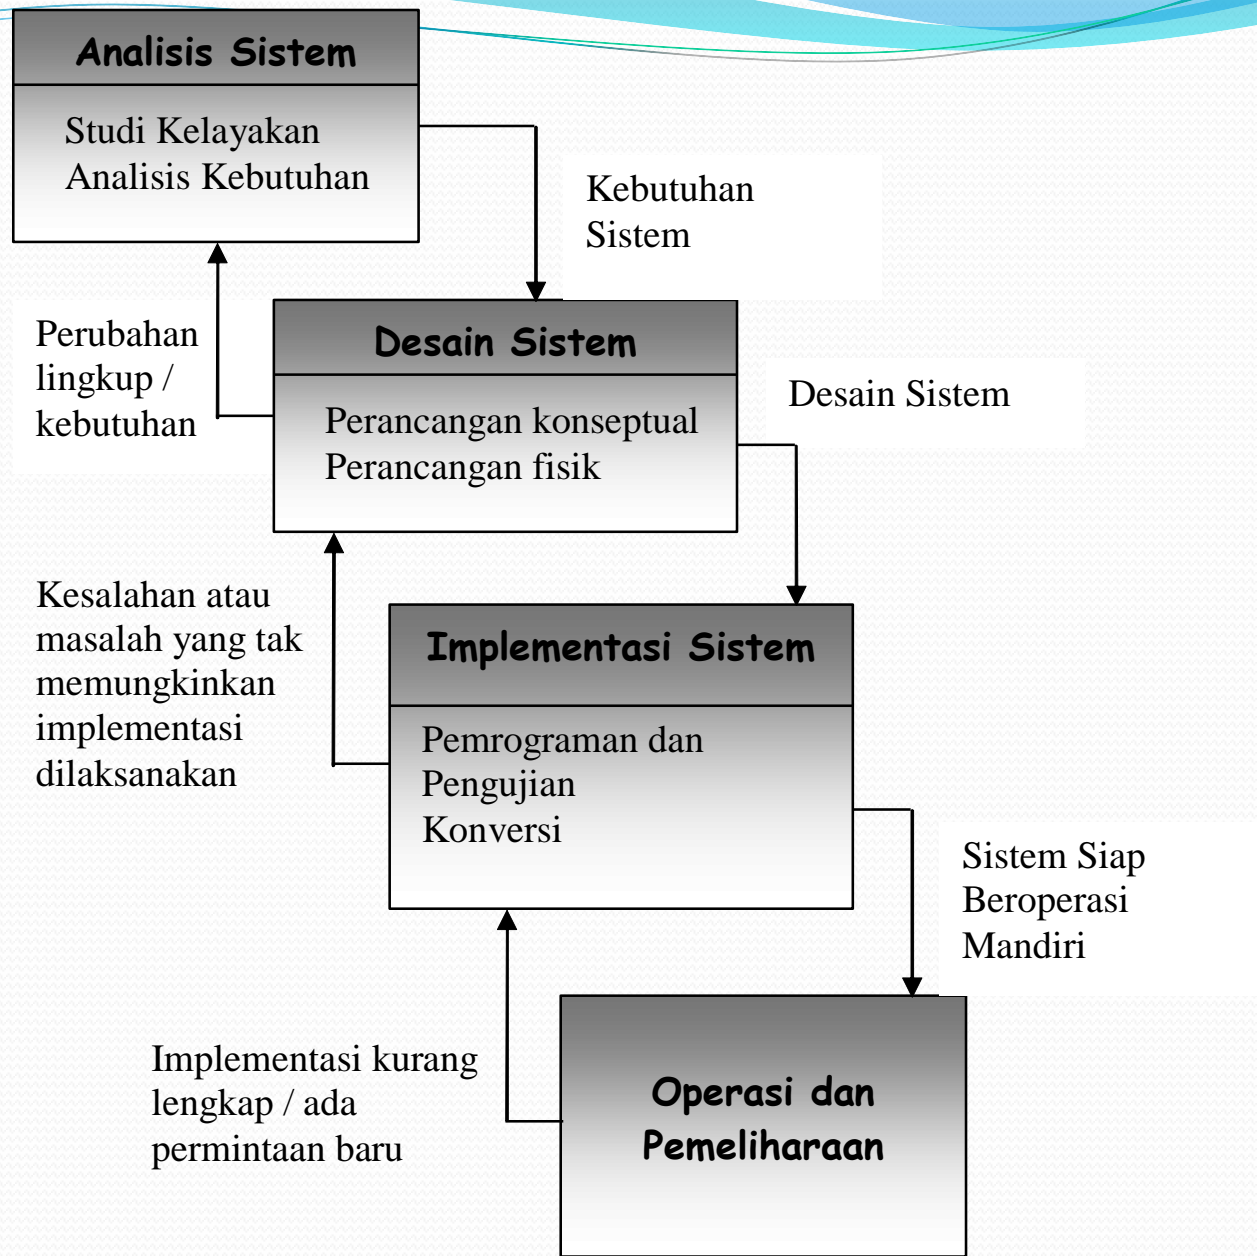 Analisis Sistem
Studi Kelayakan
Analisis Kebutuhan
Kebutuhan
Sistem
Perubahan
lingkup /
kebutuhan
Desain Sistem
Perancangan konseptual
Perancangan fisik
Desain Sistem
Kesalahan atau
masalah yang tak
memungkinkan
implementasi
dilaksanakan
Implementasi Sistem
Pemrograman dan
Pengujian
Konversi
Sistem Siap
Beroperasi
Mandiri
Implementasi kurang
lengkap / ada
permintaan baru
Operasi dan
Pemeliharaan